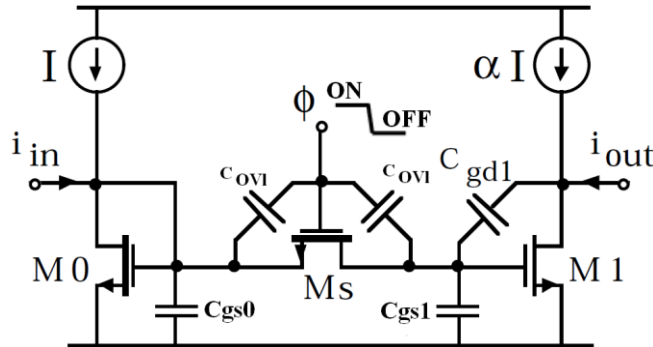 I
αI
ON
ϕ
OFF
i in
C OVl
C OVl
C gd1
i out
M0
Ms
M1
Cgs0
Cgs1